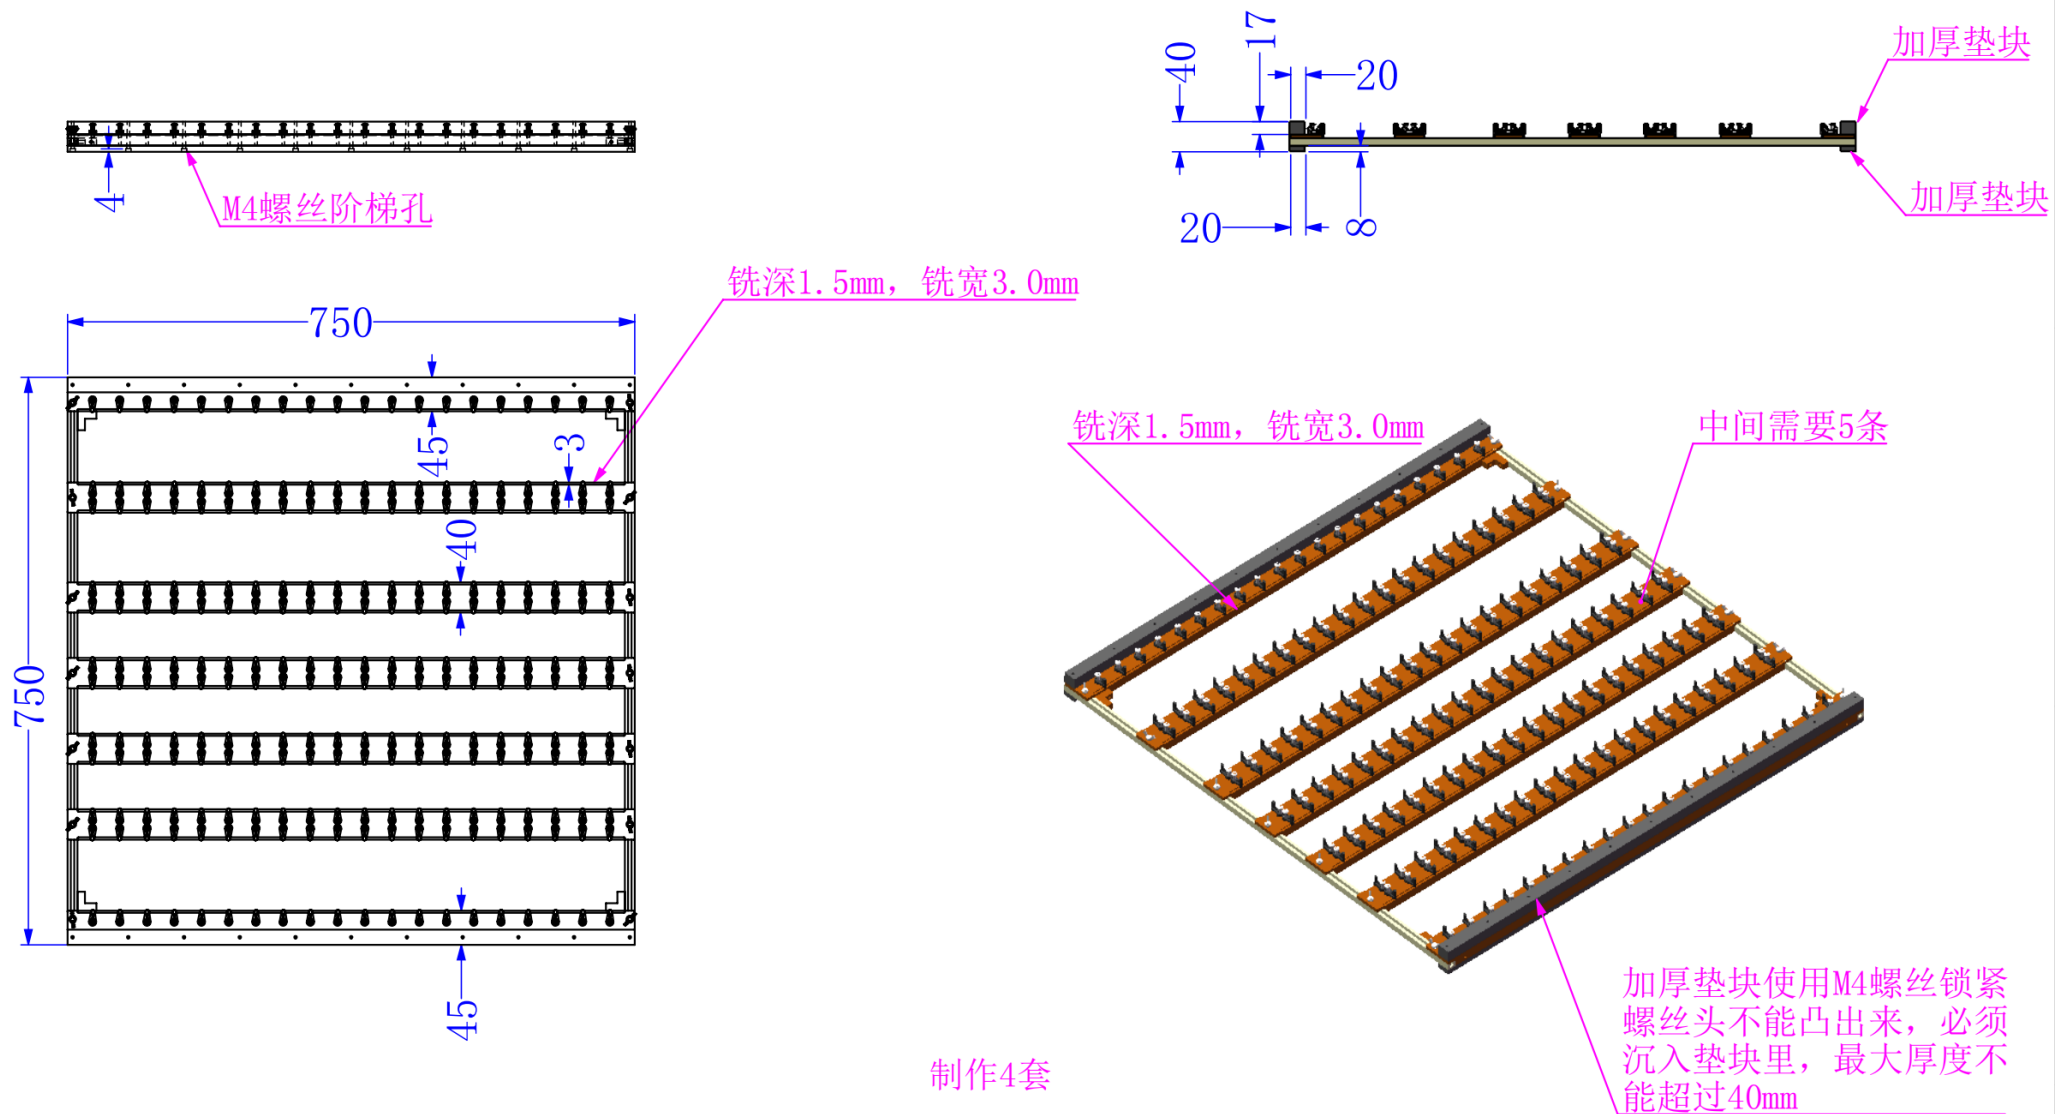 17
40
20
加厚垫块
4
M4螺丝阶梯孔
加厚垫块
20
8
铣深1.5mm，铣宽3.0mm
750
45
3
铣深1.5mm，铣宽3.0mm
中间需要5条
40
750
45
加厚垫块使用M4螺丝锁紧
螺丝头不能凸出来，必须
沉入垫块里，最大厚度不
能超过40mm
制作4套